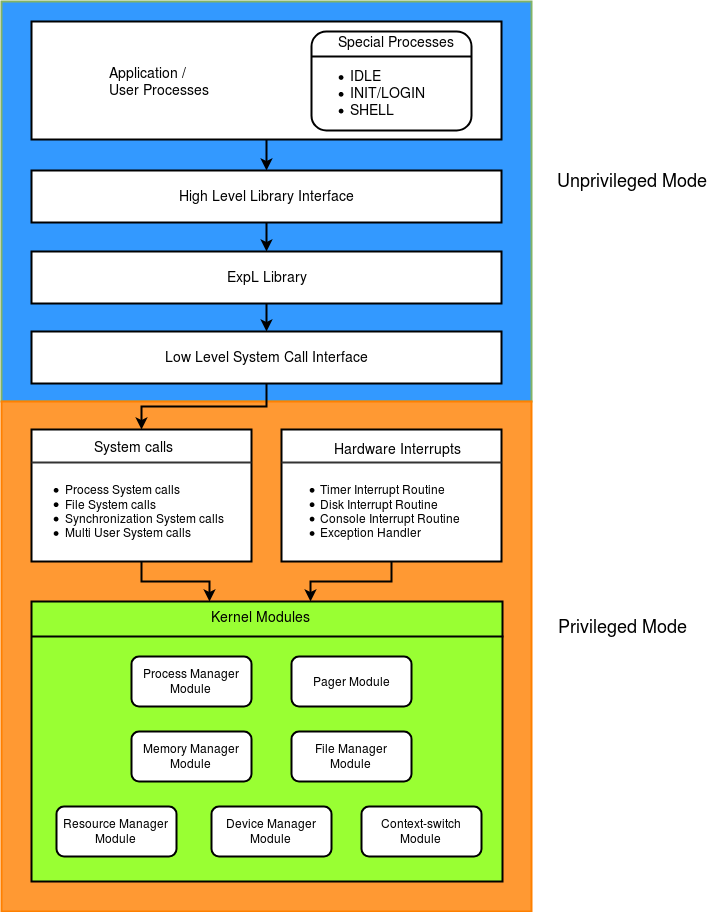 Special Processes
Application /
User Processes
• IDLE
• INIT/LOGIN
• SHELL
Unprivileged Mode
High Level Library Interface
ExpL Library
Low Level System Call Interface
System calls
• Process System calls
• File System calls
• Synchronization System calls
• Multi User System calls
Hardware Interrupts
• Timer Interrupt Routine
• Disk Interrupt Routine
• Console Interrupt Routine
• Exception Handler
Kernel Modules
Privileged Mode
Process Manager
Module
Pager Module
Memory Manager
Module
File Manager
Module
Resource Manager
Module
Device Manager
Module
Context-switch
Module